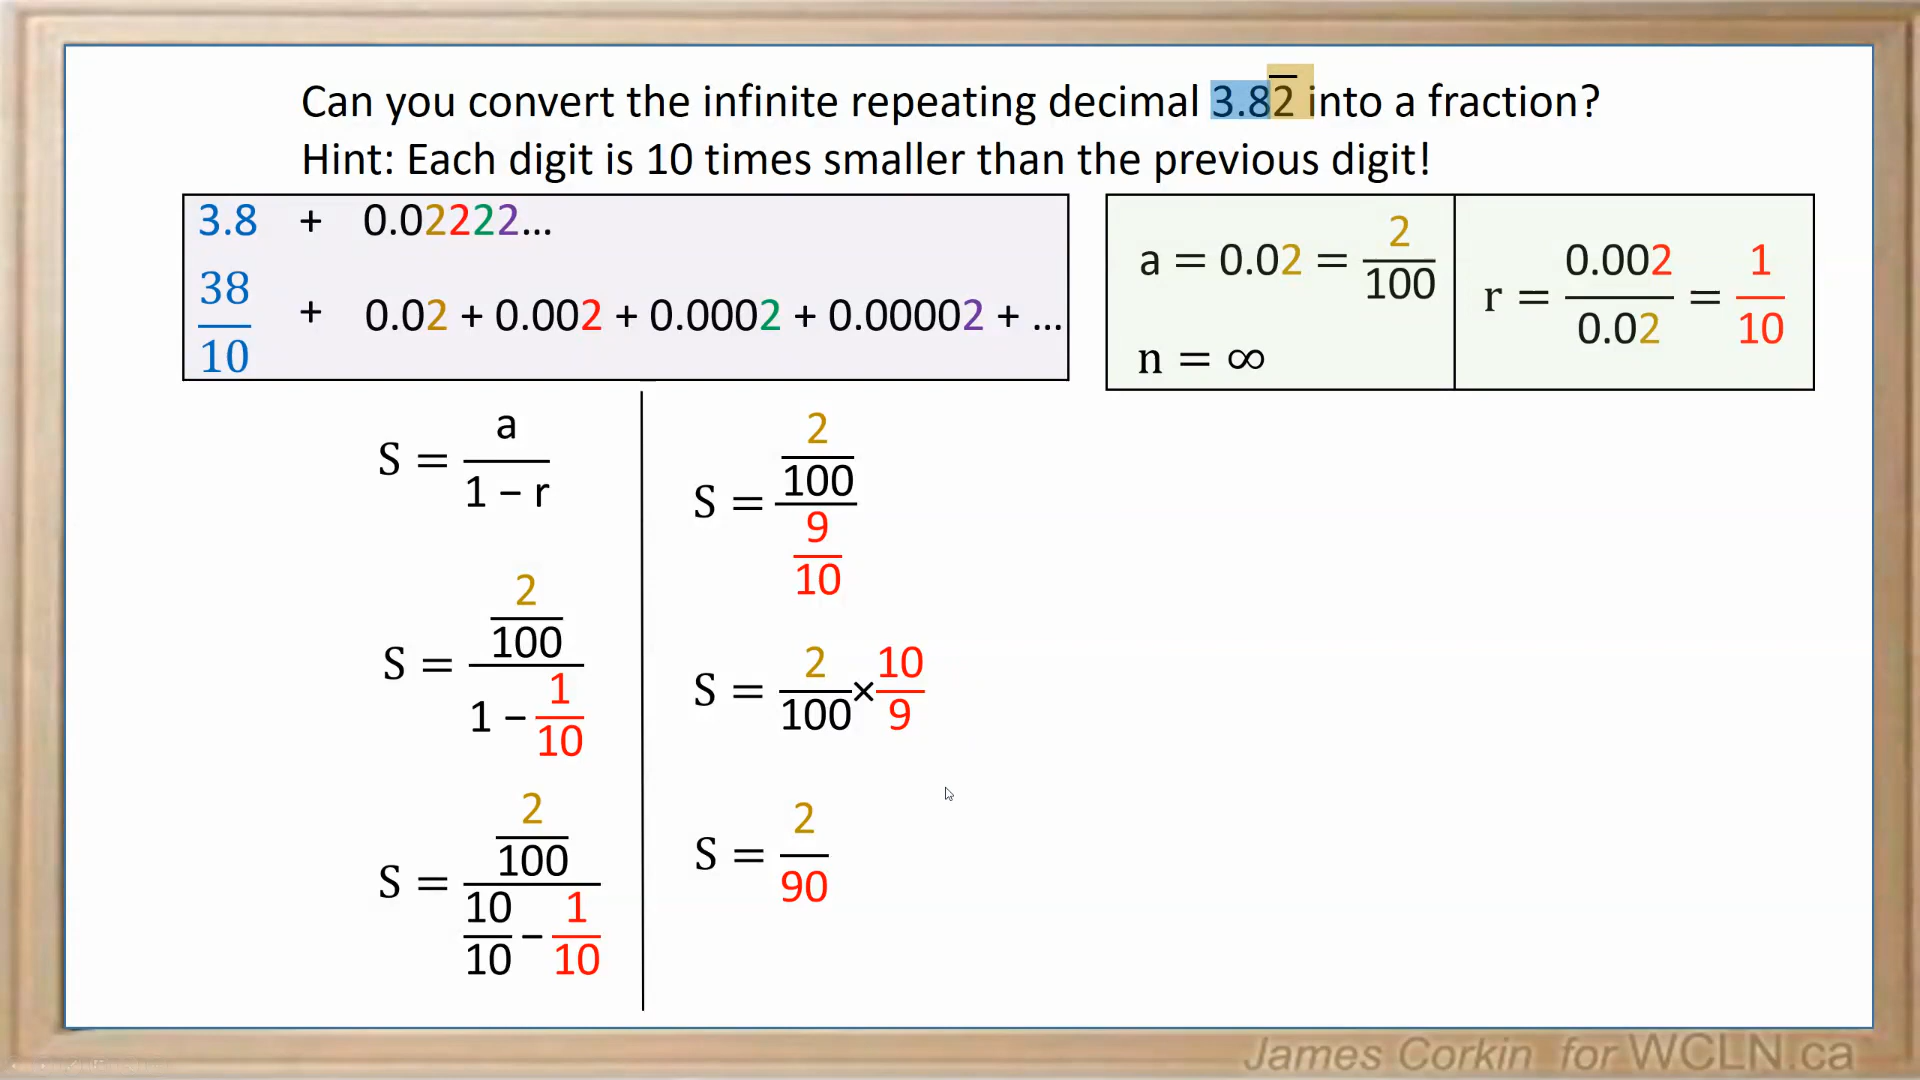 Can you convert the infinite repeating decimal 3.82̅ into a fraction?
Hint: Each digit is 10 times smaller than the previous digit!
3.8 + 0.02222...
38/10 + 0.02 + 0.002 + 0.0002 + 0.00002 + ...
a = 0.02 = 2/100
n = ∞
r = 0.002/0.02 = 1/10
S = a/(1 − r)
S = (2/100)/(1 − 1/10)
S = (2/100)/(10/10 − 1/10)
S = (2/100)/(9/10)
S = 2/100 × 10/9
S = 2/90
James Corkin for WCLN.ca